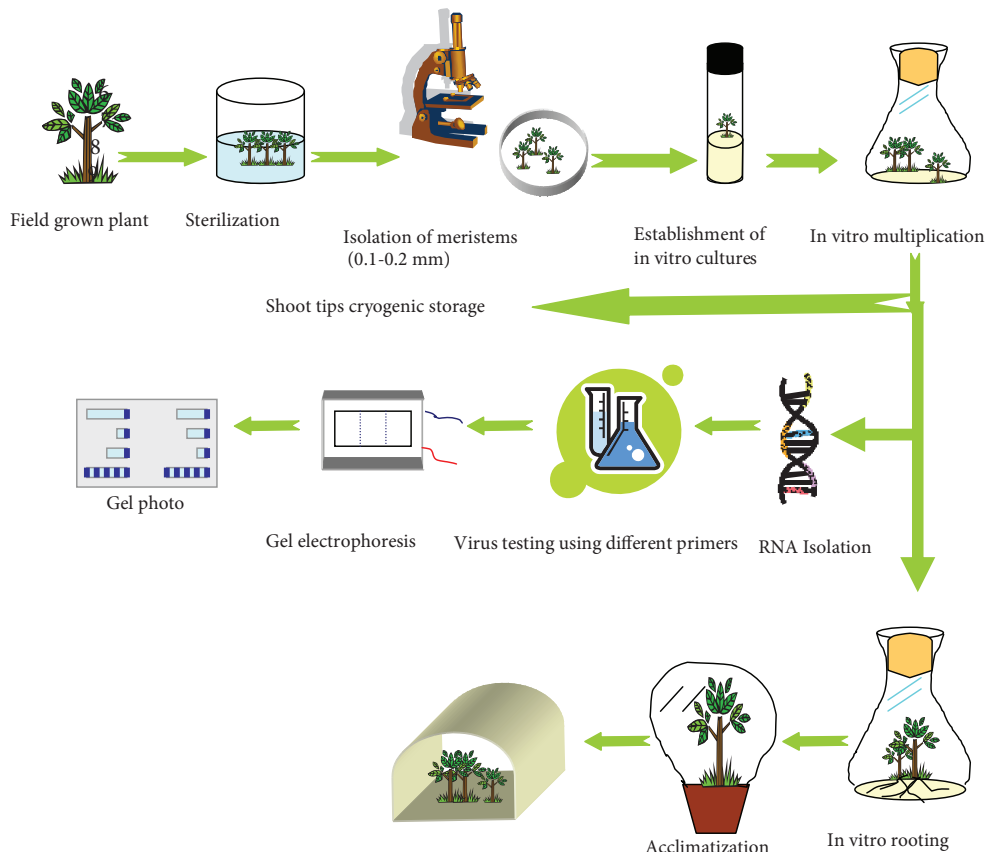 8
Field grown plant
Sterilization
Isolation of meristems
(0.1-0.2 mm)
Establishment of
in vitro cultures
In vitro multiplication
Shoot tips cryogenic storage
Gel photo
Gel electrophoresis
Virus testing using different primers
RNA Isolation
Acclimatization
In vitro rooting